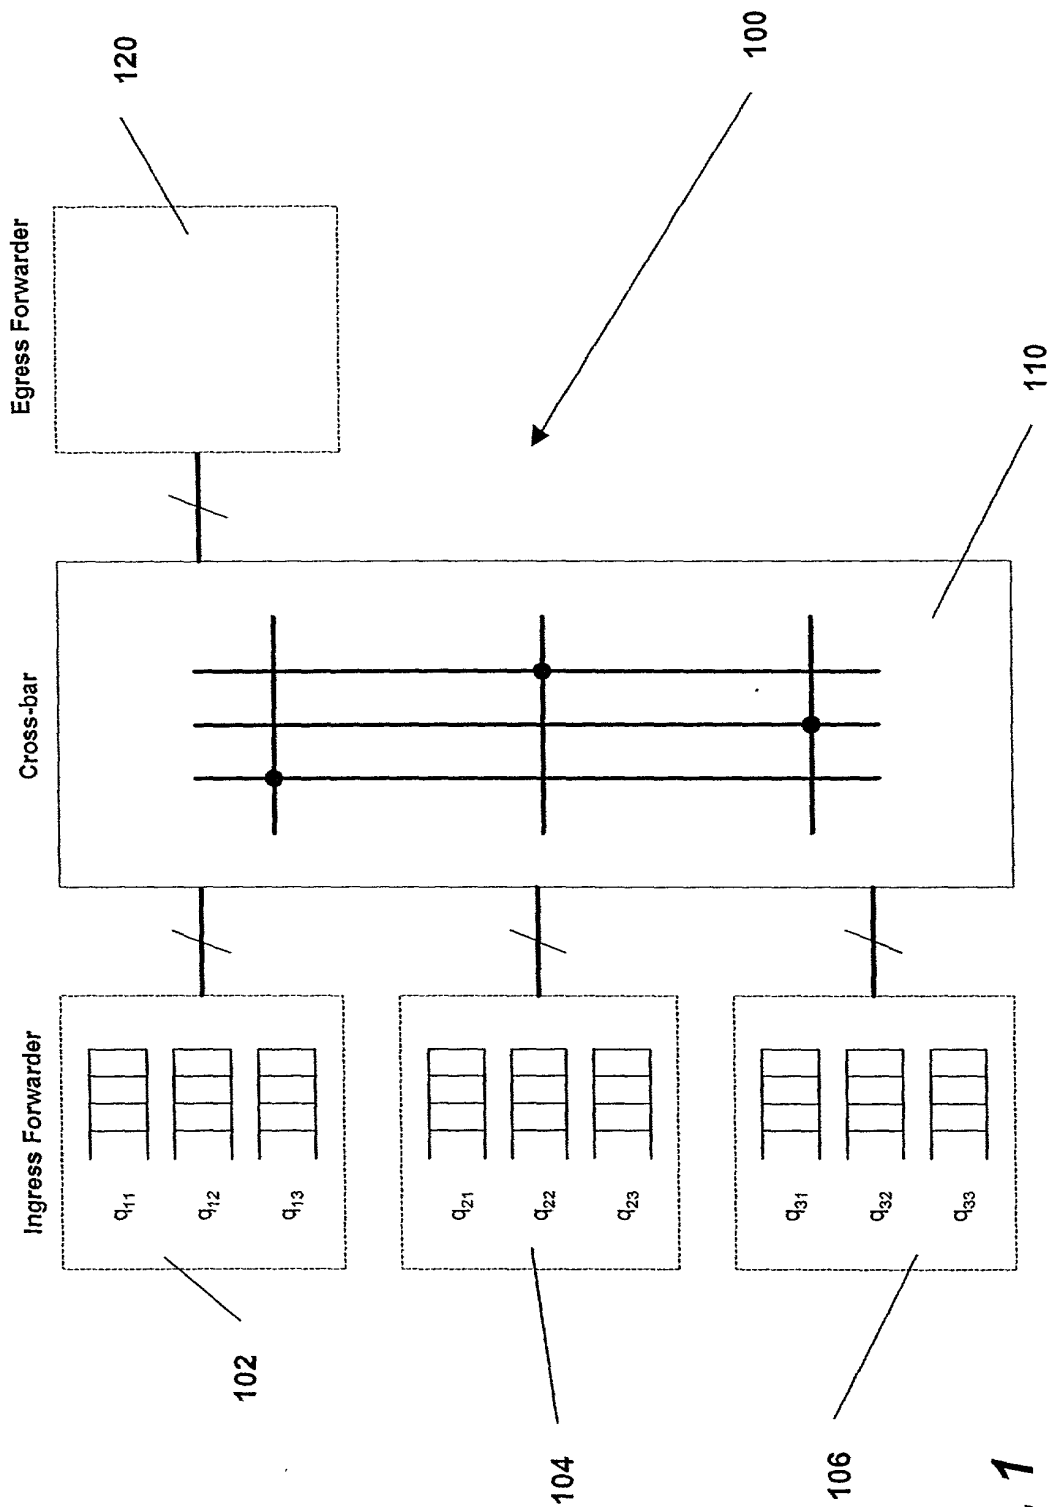 Ingress Forwarder
Cross-bar
Egress Forwarder
120
q11
q12
q13
102
q21
q22
q23
104
q31
q32
q33
106
110
100
1